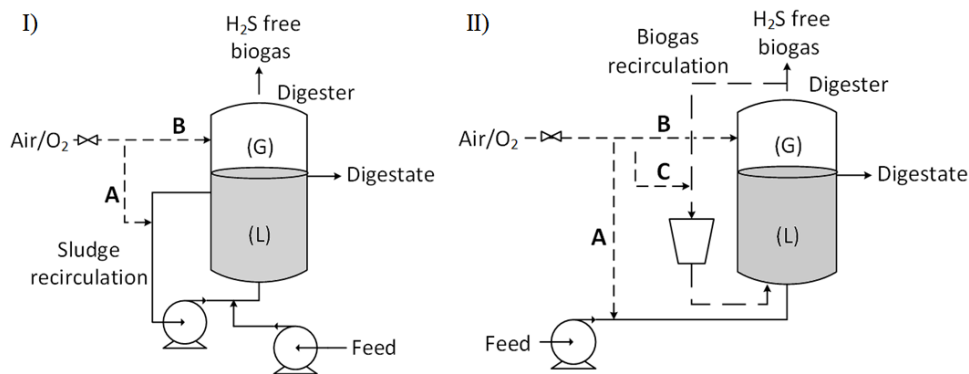 I)
H₂S free
biogas
Digester
Air/O₂
B
(G)
A
Digestate
(L)
Sludge
recirculation
Feed
II)
H₂S free
biogas
Biogas
recirculation
Digester
Air/O₂
B
(G)
C
Digestate
A
(L)
Feed